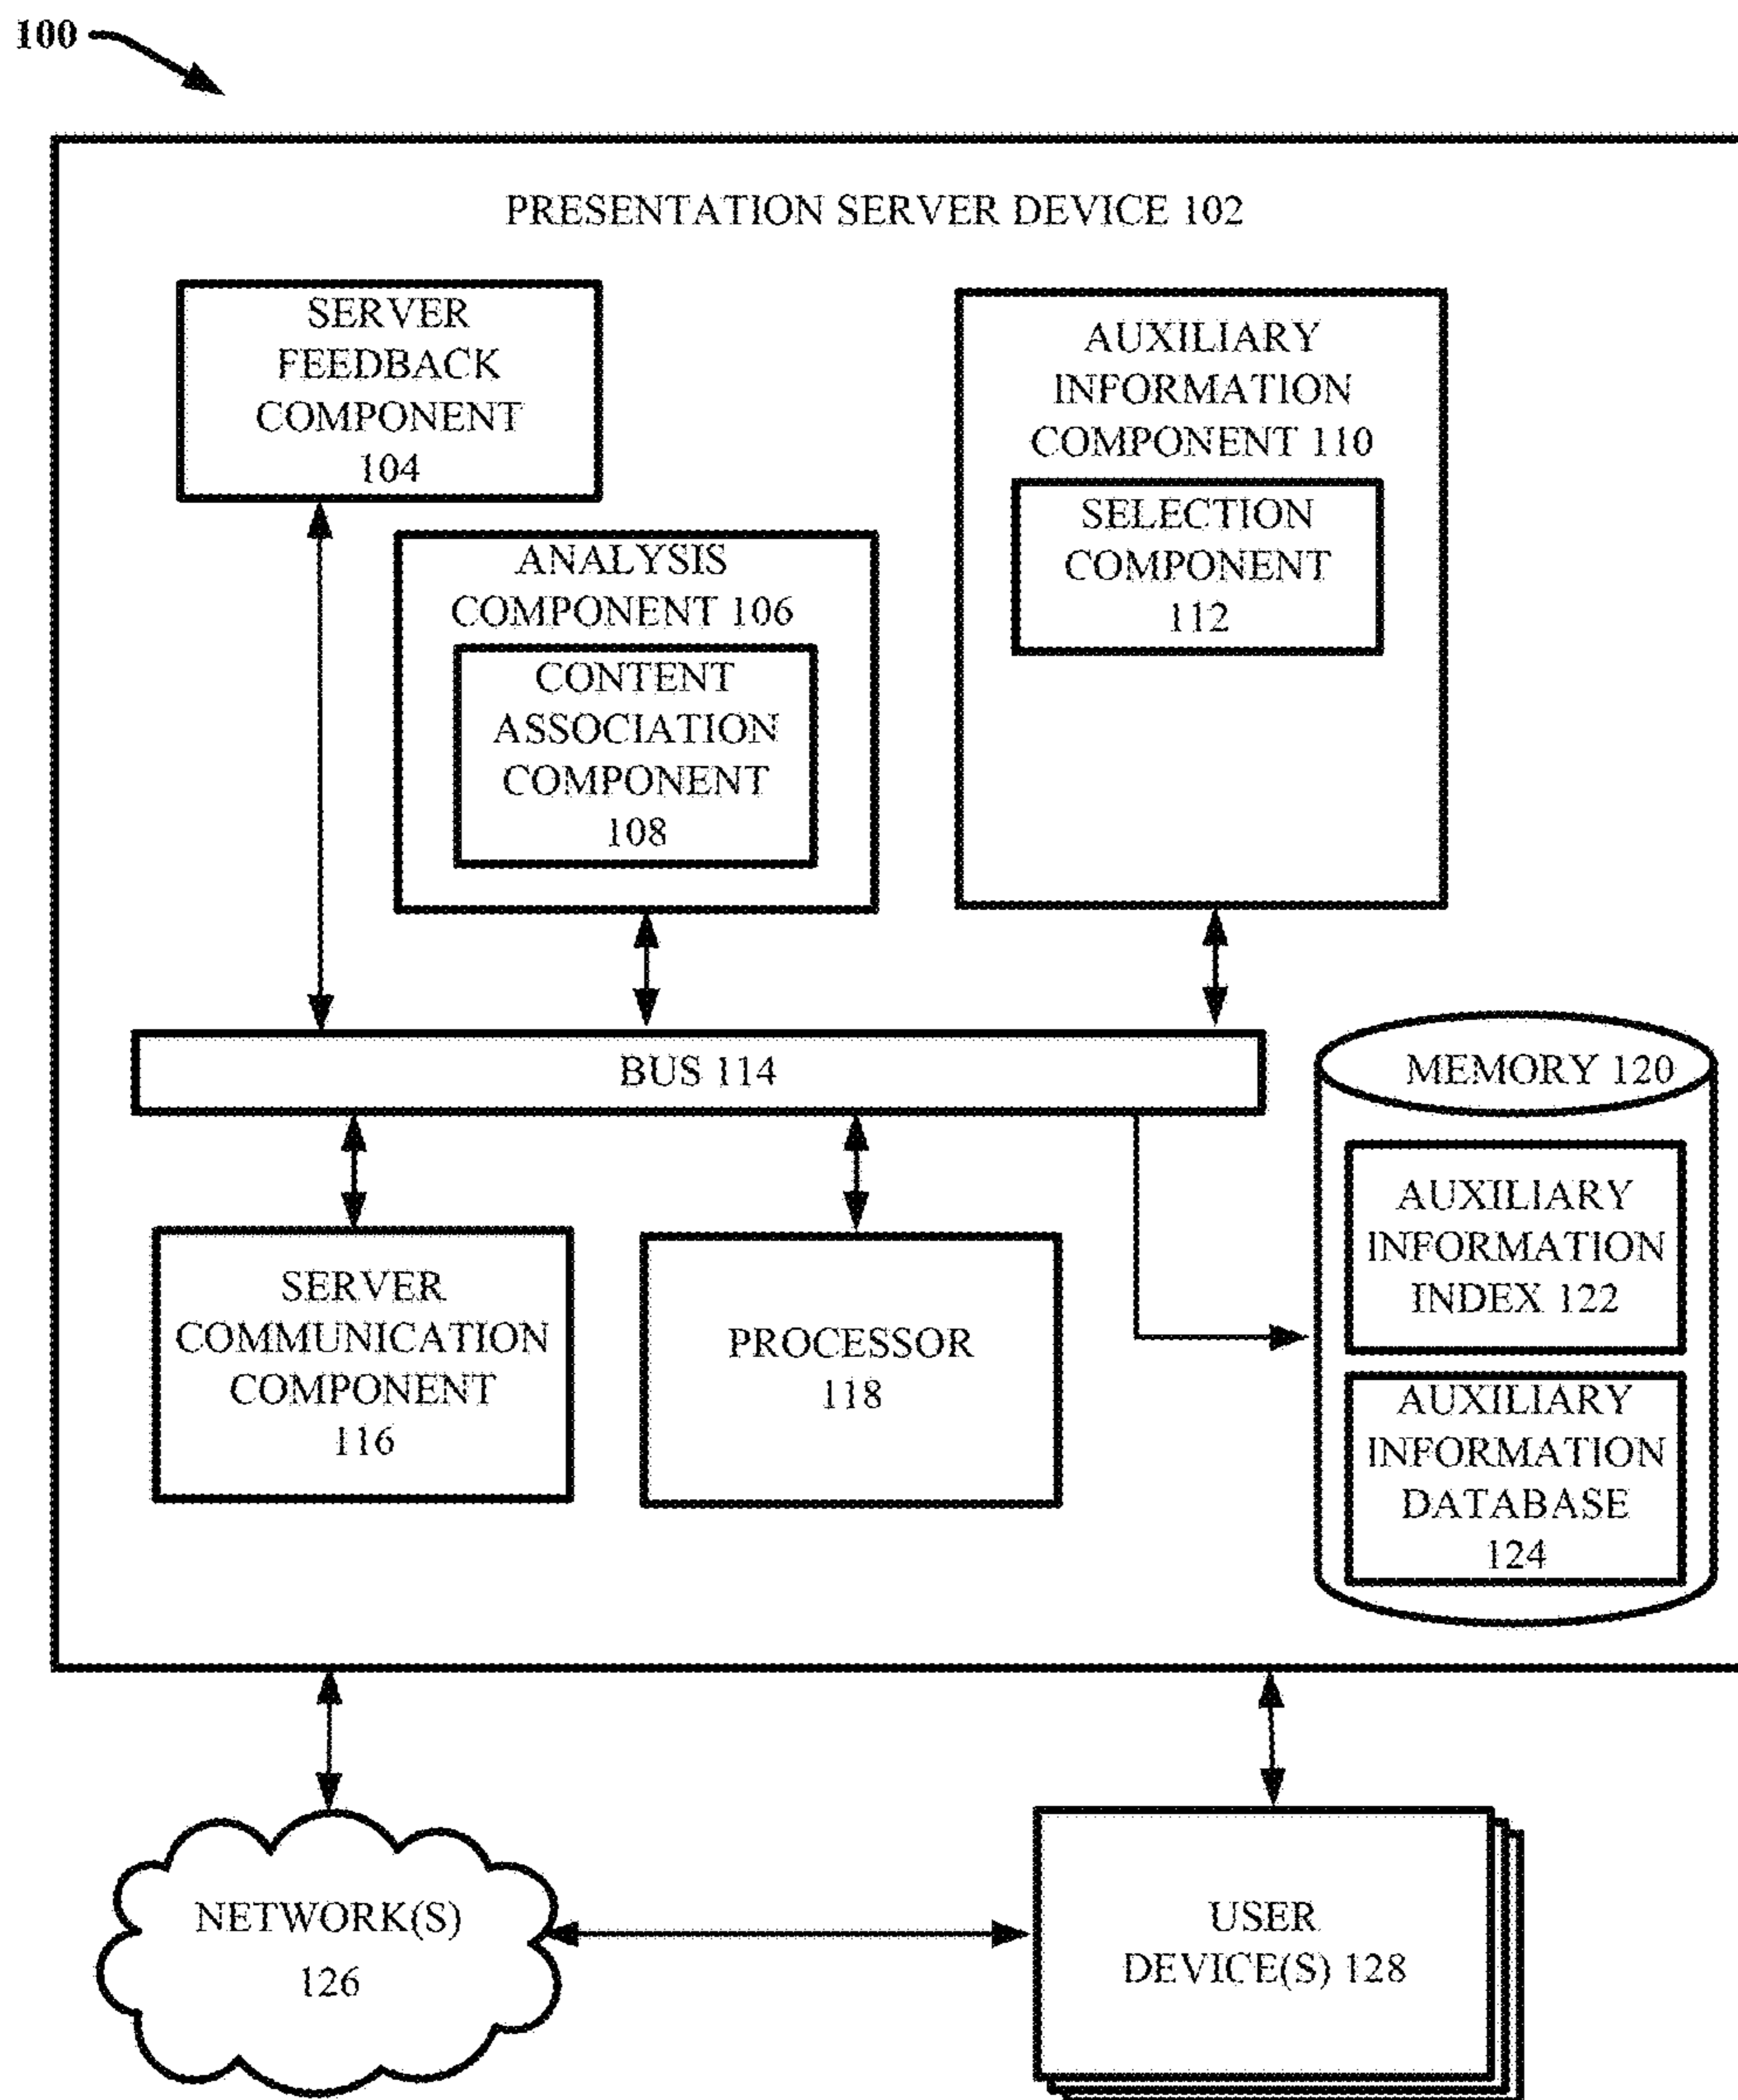 100
PRESENTATION SERVER DEVICE 102
SERVER
FEEDBACK
COMPONENT
104
AUXILIARY
INFORMATION
COMPONENT 110
SELECTION
COMPONENT
112
ANALYSIS
COMPONENT 106
CONTENT
ASSOCIATION
COMPONENT
108
BUS 114
MEMORY 120
AUXILIARY
INFORMATION
INDEX 122
AUXILIARY
INFORMATION
DATABASE
124
SERVER
COMMUNICATION
COMPONENT
116
PROCESSOR
118
NETWORK(S)
126
USER
DEVICE(S) 128